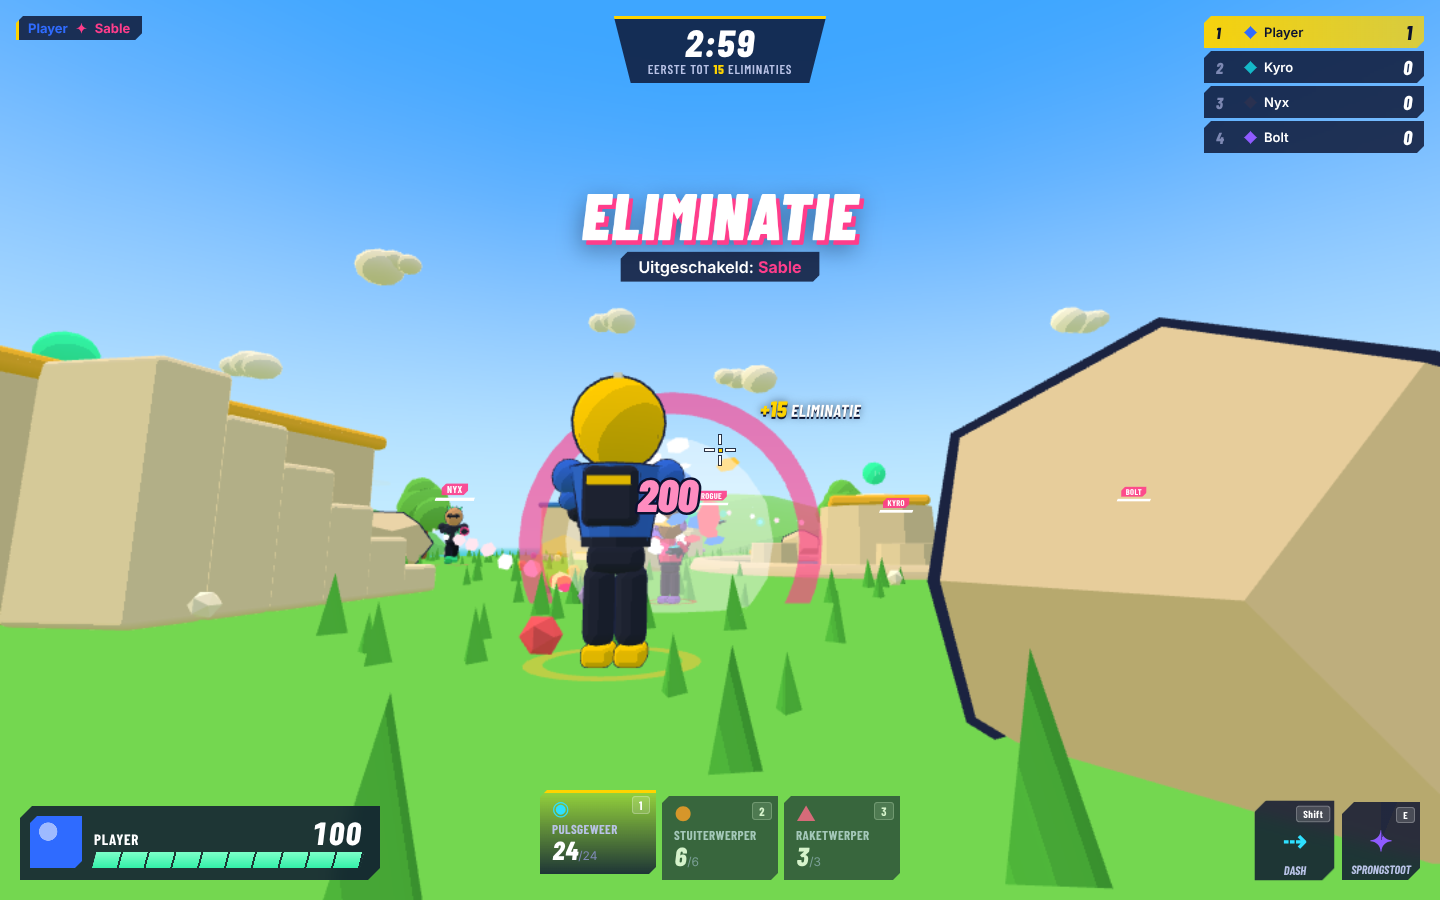 Player ✦ Sable
2:59
EERSTE TOT 15 ELIMINATIES
1 Player 1
2 Kyro 0
3 Nyx 0
4 Bolt 0
ELIMINATIE
Uitgeschakeld: Sable
+15 ELIMINATIE
200
NYX
ROGUE
KYRO
BOLT
PLAYER 100
1
PULSGEWEER
24/24
2
STUITERWERPER
6/6
3
RAKETWERPER
3/3
Shift
DASH
E
SPRONGSTOOT